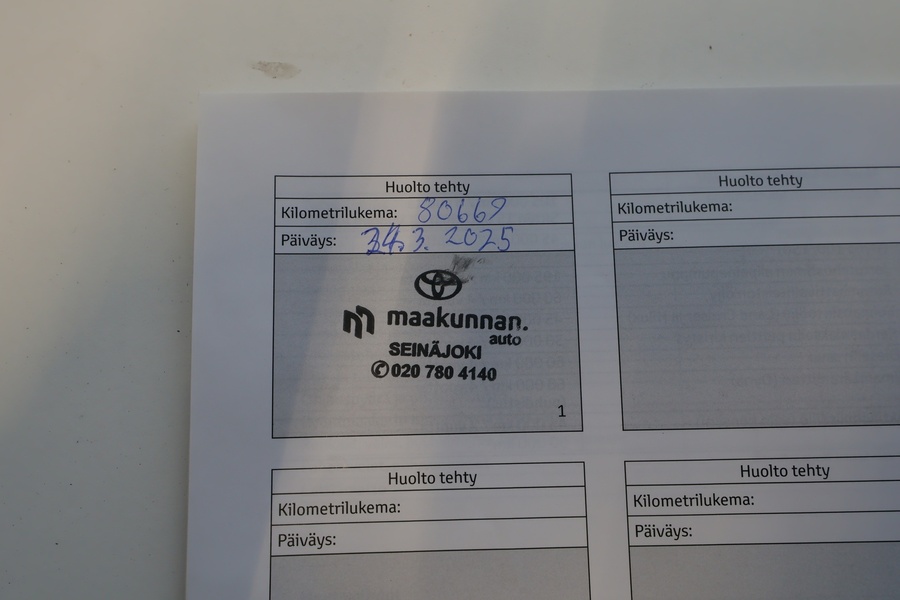 Huolto tehty
Kilometrilukema: 80669
Päiväys: 24.3. 2025
maakunnan.
auto
SEINÄJOKI
✆020 780 4140
1
Huolto tehty
Kilometrilukema:
Päiväys:
Huolto tehty
Kilometrilukema:
Päiväys:
Huolto tehty
Kilometrilukema:
Päiväys: